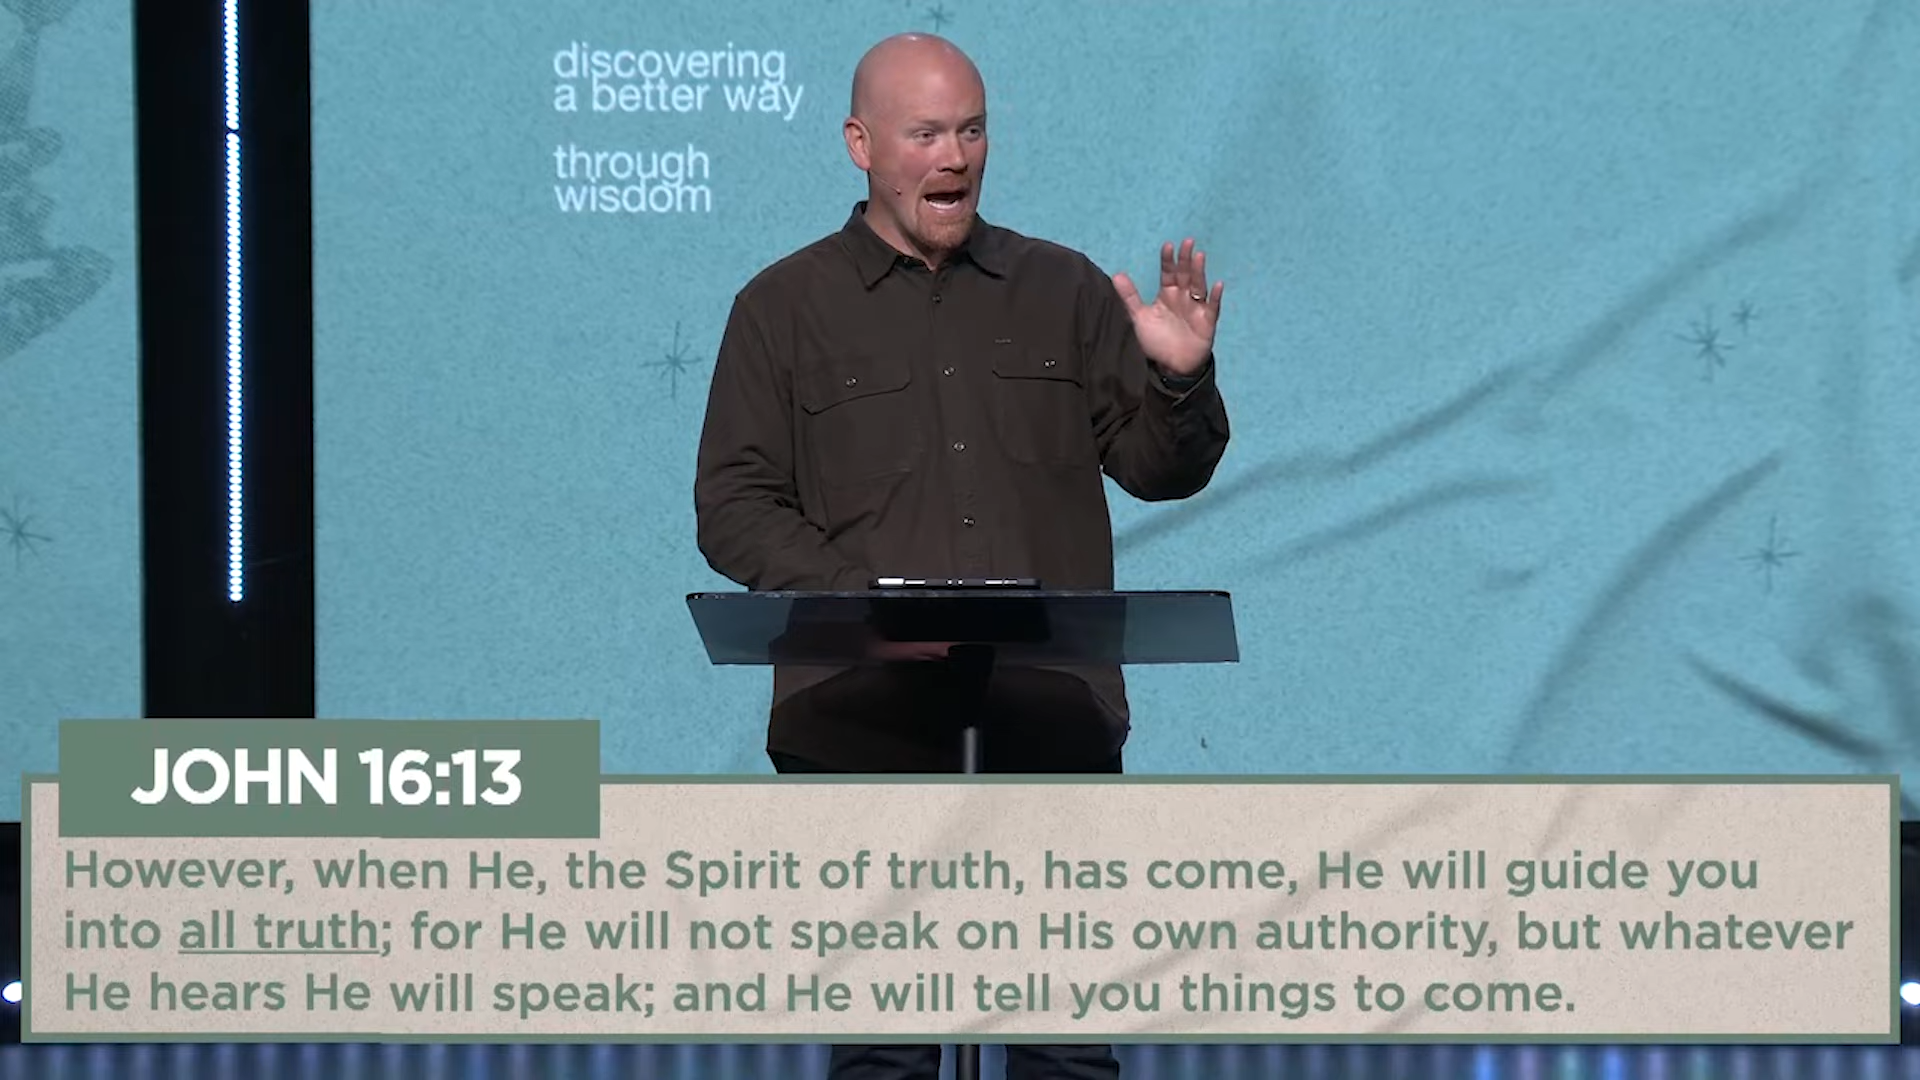 discovering
a better way
through
wisdom
JOHN 16:13
However, when He, the Spirit of truth, has come, He will guide you
into all truth; for He will not speak on His own authority, but whatever
He hears He will speak; and He will tell you things to come.